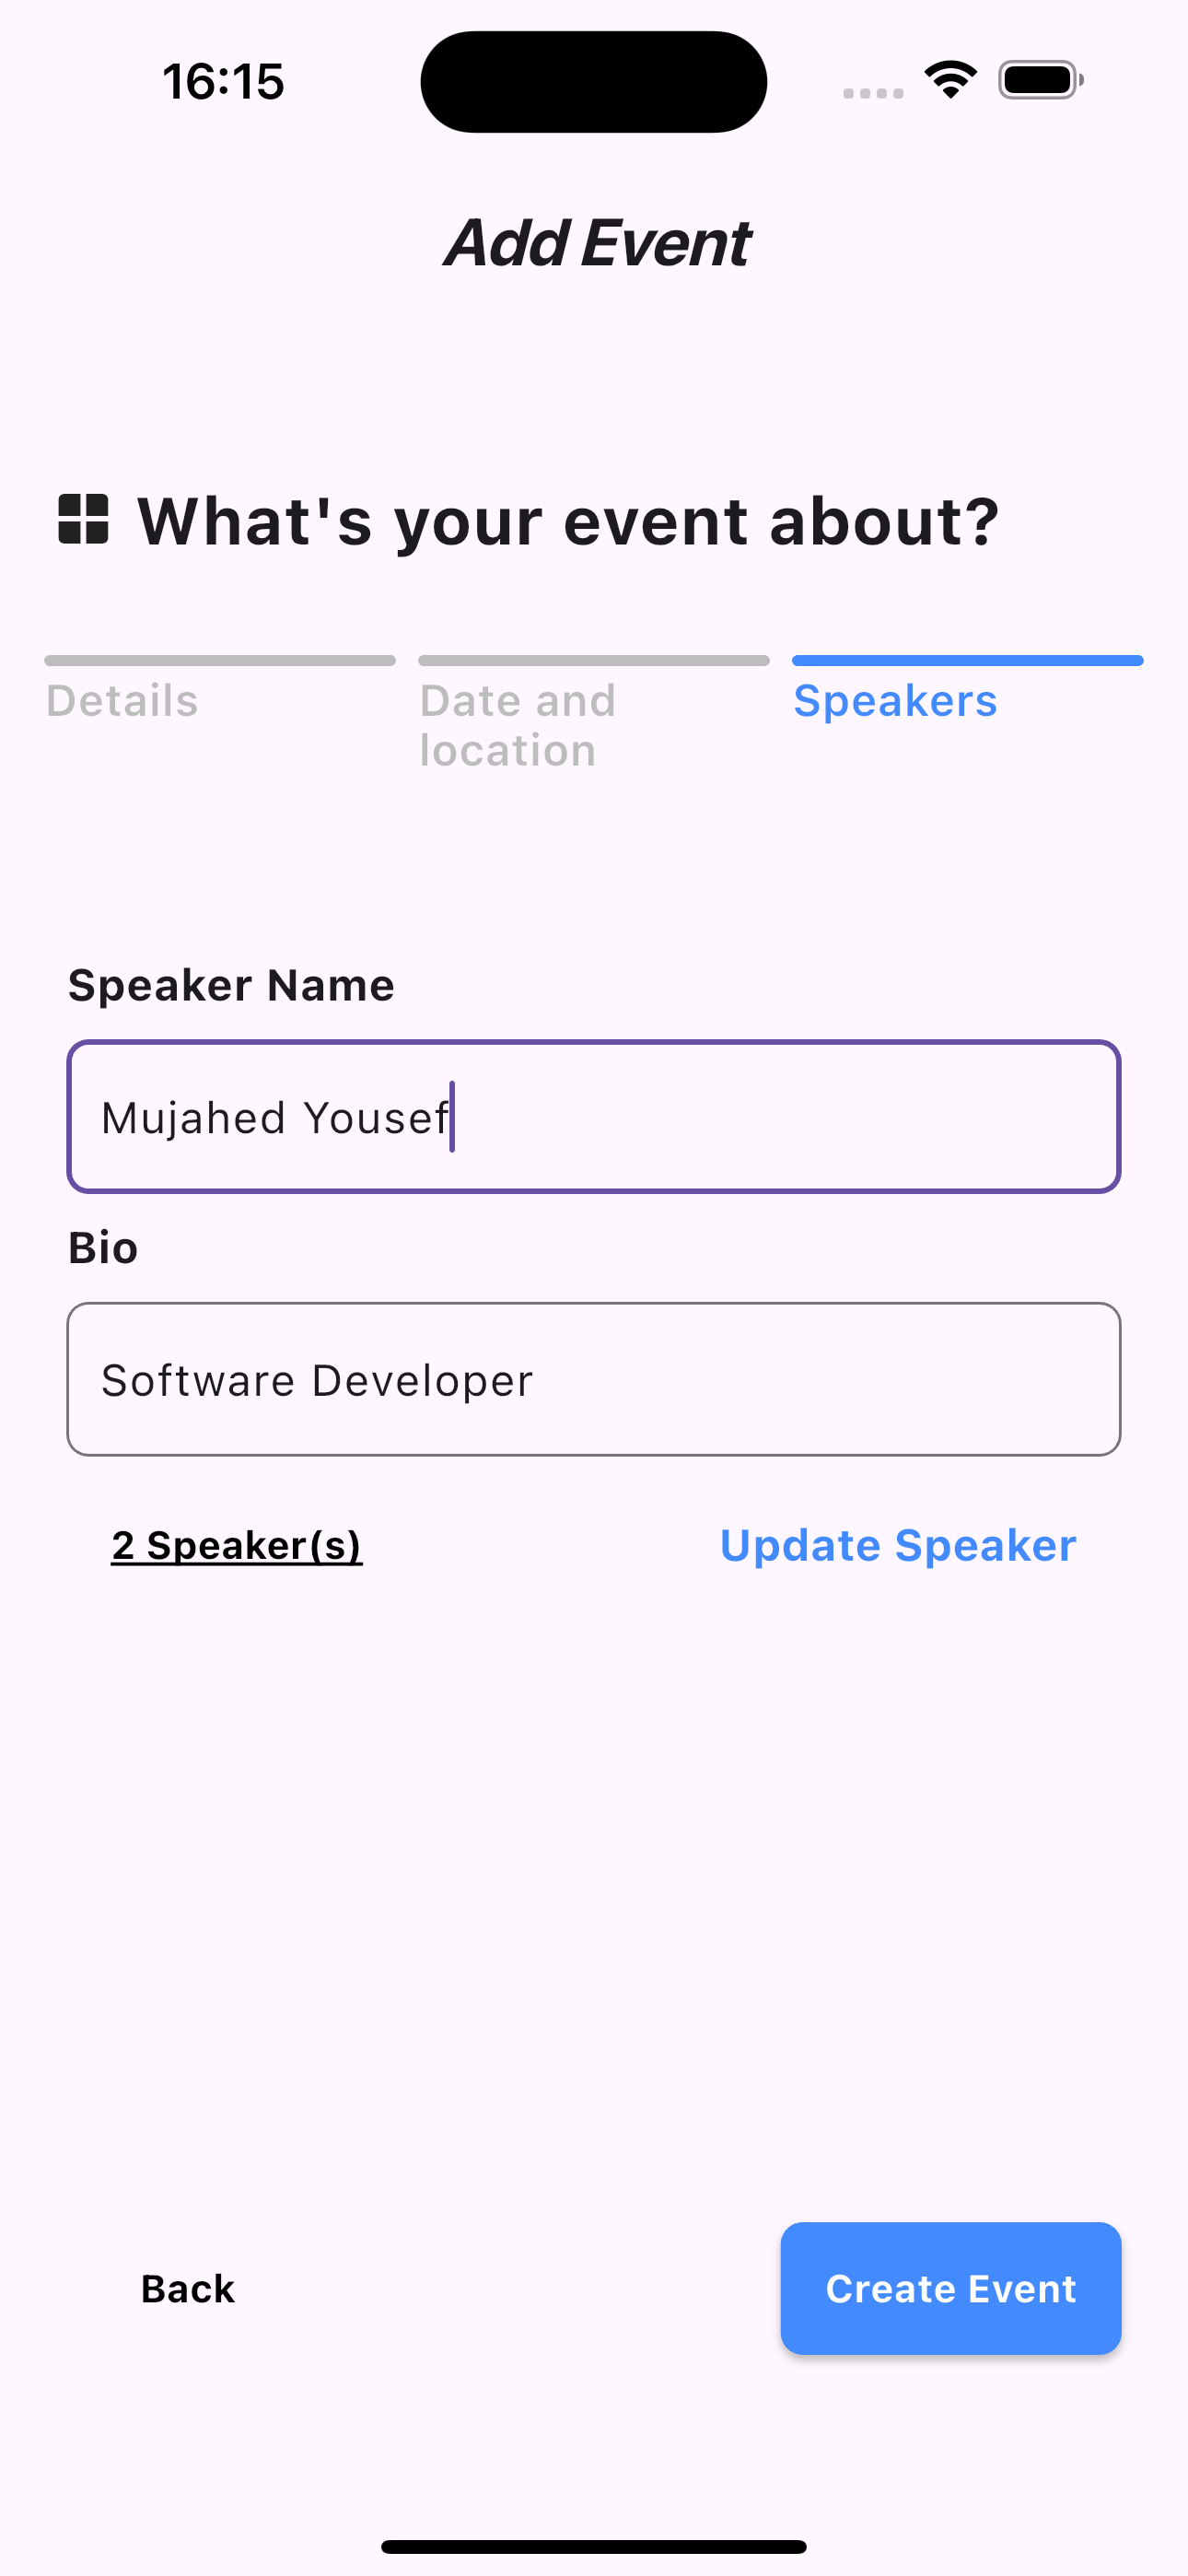 16:15
Add Event
What's your event about?
Details
Date and
location
Speakers
Speaker Name
Mujahed Yousef
Bio
Software Developer
2 Speaker(s)
Update Speaker
Back
Create Event